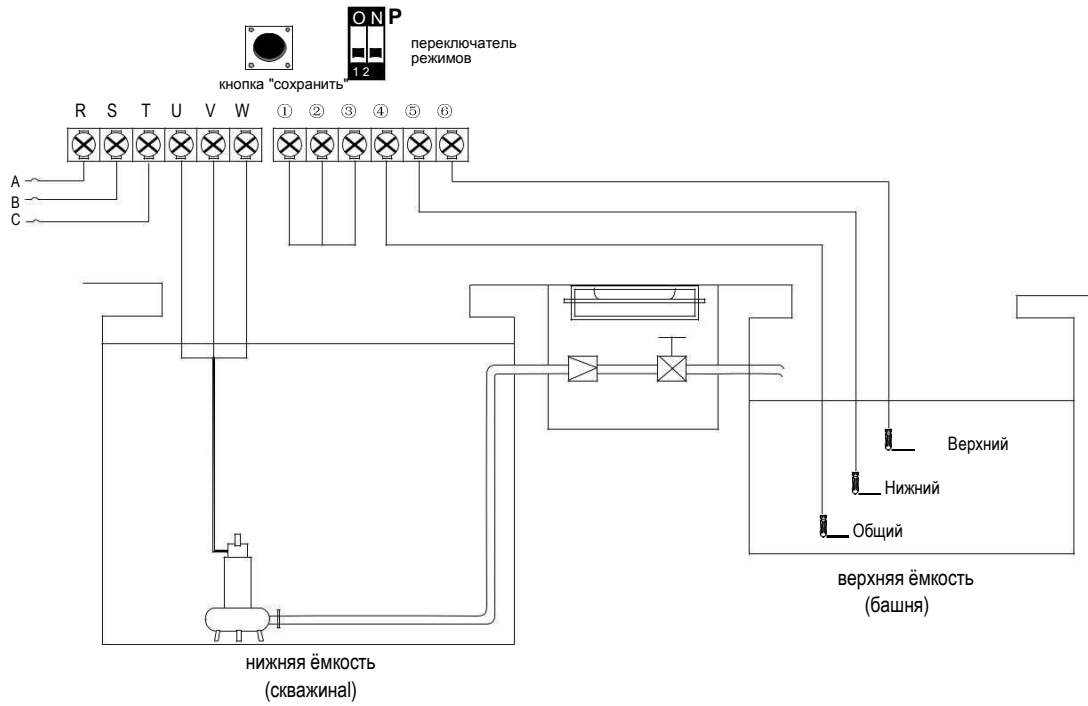 ON P
1 2
переключатель
режимов
кнопка "сохранить"
R S T U V W ① ② ③ ④ ⑤ ⑥
A
B
C
Верхний
Нижний
Общий
верхняя ёмкость
(башня)
нижняя ёмкость
(скважинаl)